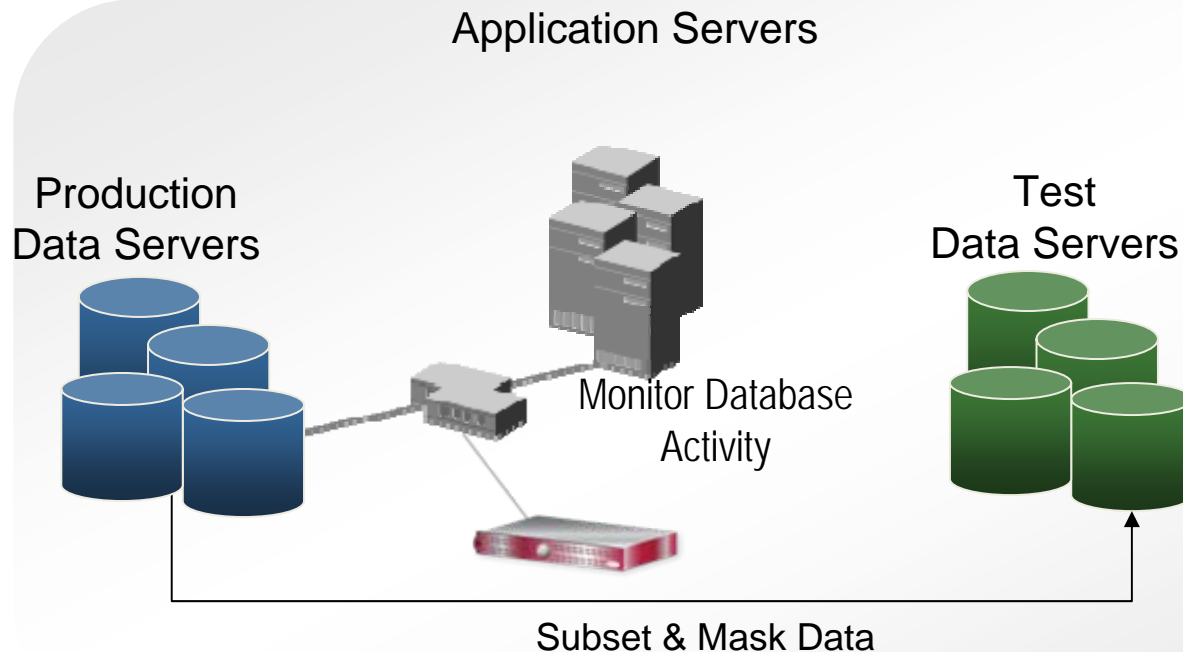 Application Servers
Production
Data Servers
Test
Data Servers
Monitor Database
Activity
Subset & Mask Data